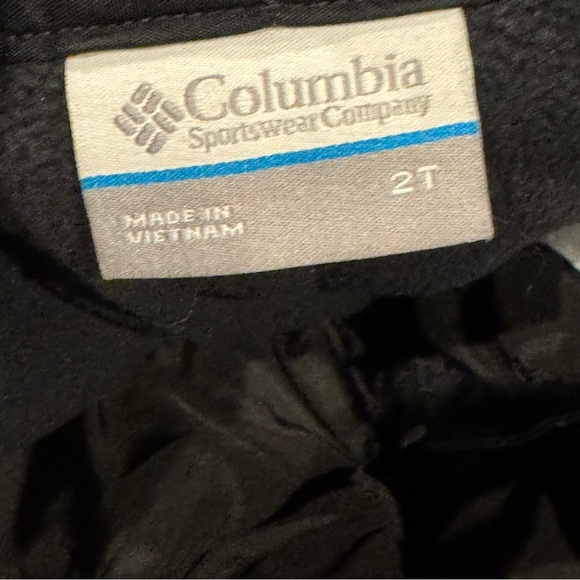 Columbia
Sportswear Company
2T
MADE IN
VIETNAM